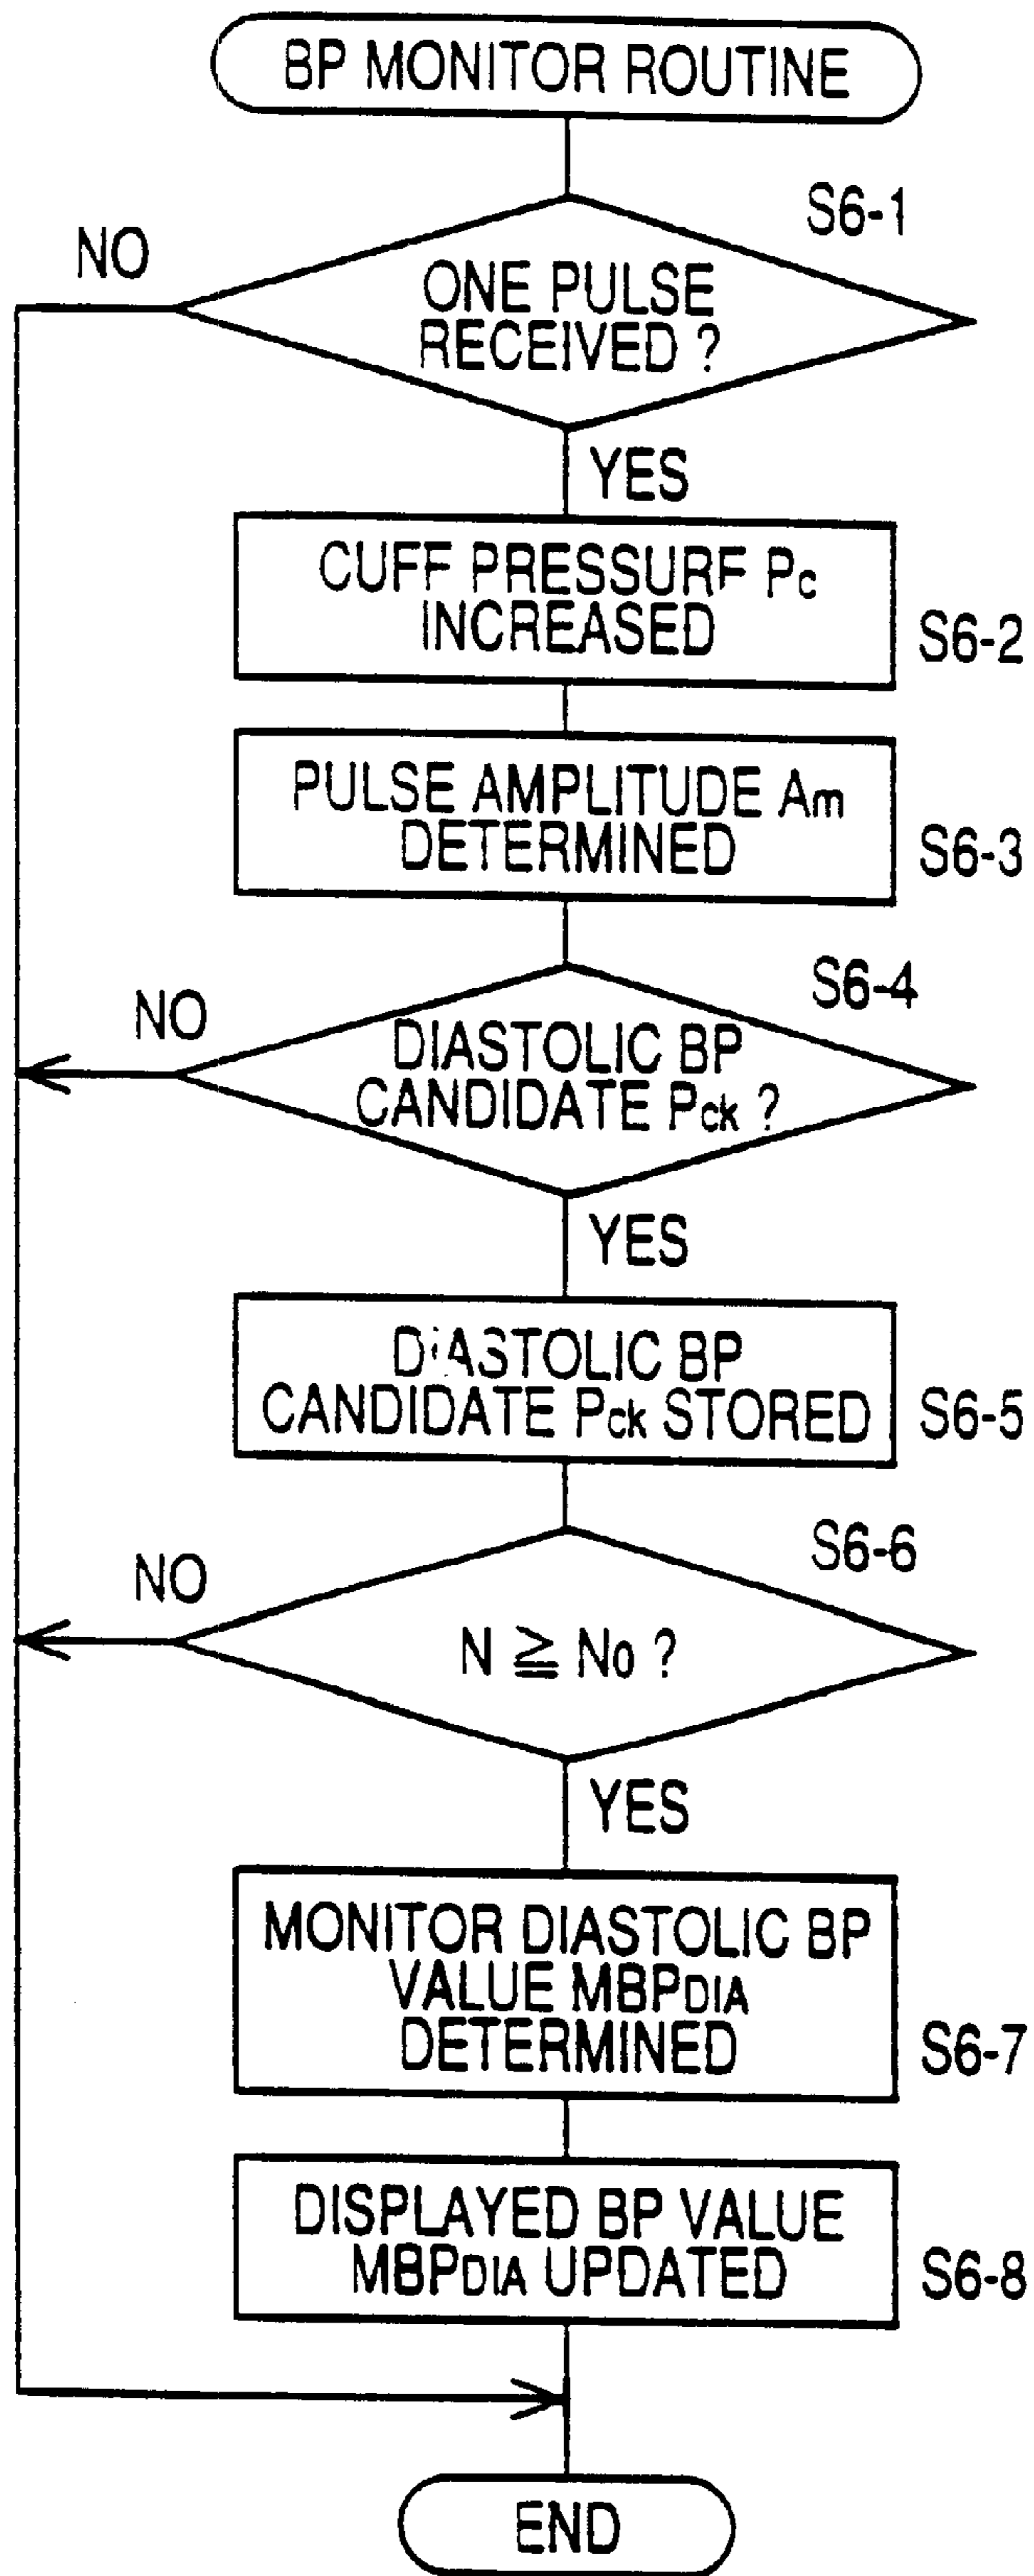 BP MONITOR ROUTINE
S6-1
NO
ONE PULSE
RECEIVED ?
YES
CUFF PRESSURE Pc
INCREASED
S6-2
PULSE AMPLITUDE Am
DETERMINED
S6-3
S6-4
NO
DIASTOLIC BP
CANDIDATE Pck ?
YES
DIASTOLIC BP
CANDIDATE Pck STORED
S6-5
S6-6
NO
N ≧ No ?
YES
MONITOR DIASTOLIC BP
VALUE MBPDIA
DETERMINED
S6-7
DISPLAYED BP VALUE
MBPDIA UPDATED
S6-8
END